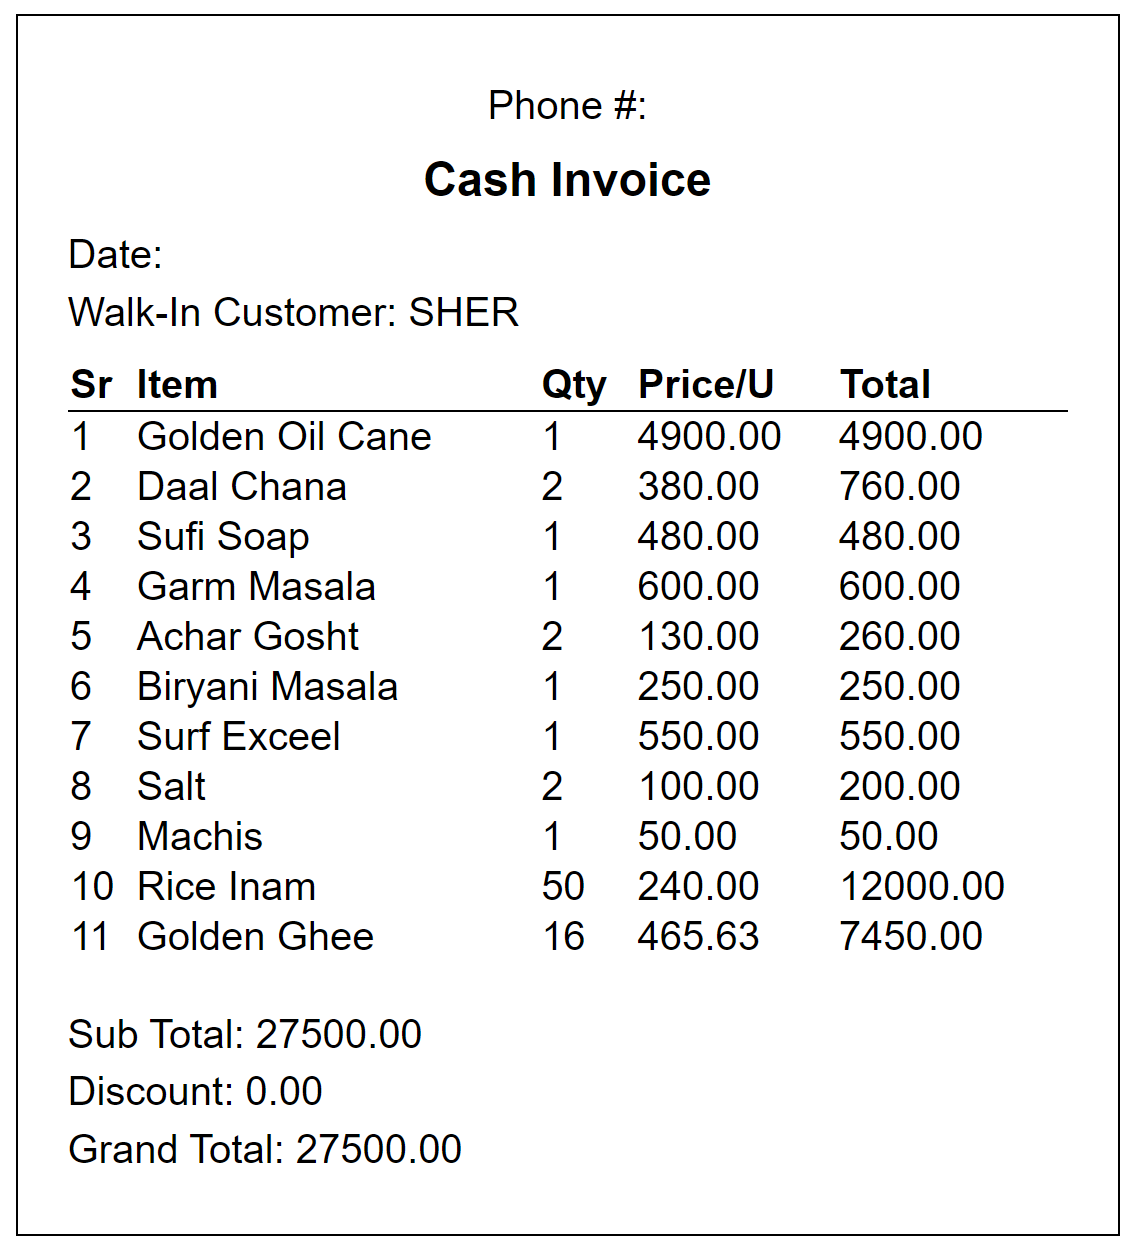 Phone #:
Cash Invoice
Date:
Walk-In Customer: SHER
Sr Item Qty Price/U Total
1 Golden Oil Cane 1 4900.00 4900.00
2 Daal Chana 2 380.00 760.00
3 Sufi Soap 1 480.00 480.00
4 Garm Masala 1 600.00 600.00
5 Achar Gosht 2 130.00 260.00
6 Biryani Masala 1 250.00 250.00
7 Surf Exceel 1 550.00 550.00
8 Salt 2 100.00 200.00
9 Machis 1 50.00 50.00
10 Rice Inam 50 240.00 12000.00
11 Golden Ghee 16 465.63 7450.00
Sub Total: 27500.00
Discount: 0.00
Grand Total: 27500.00